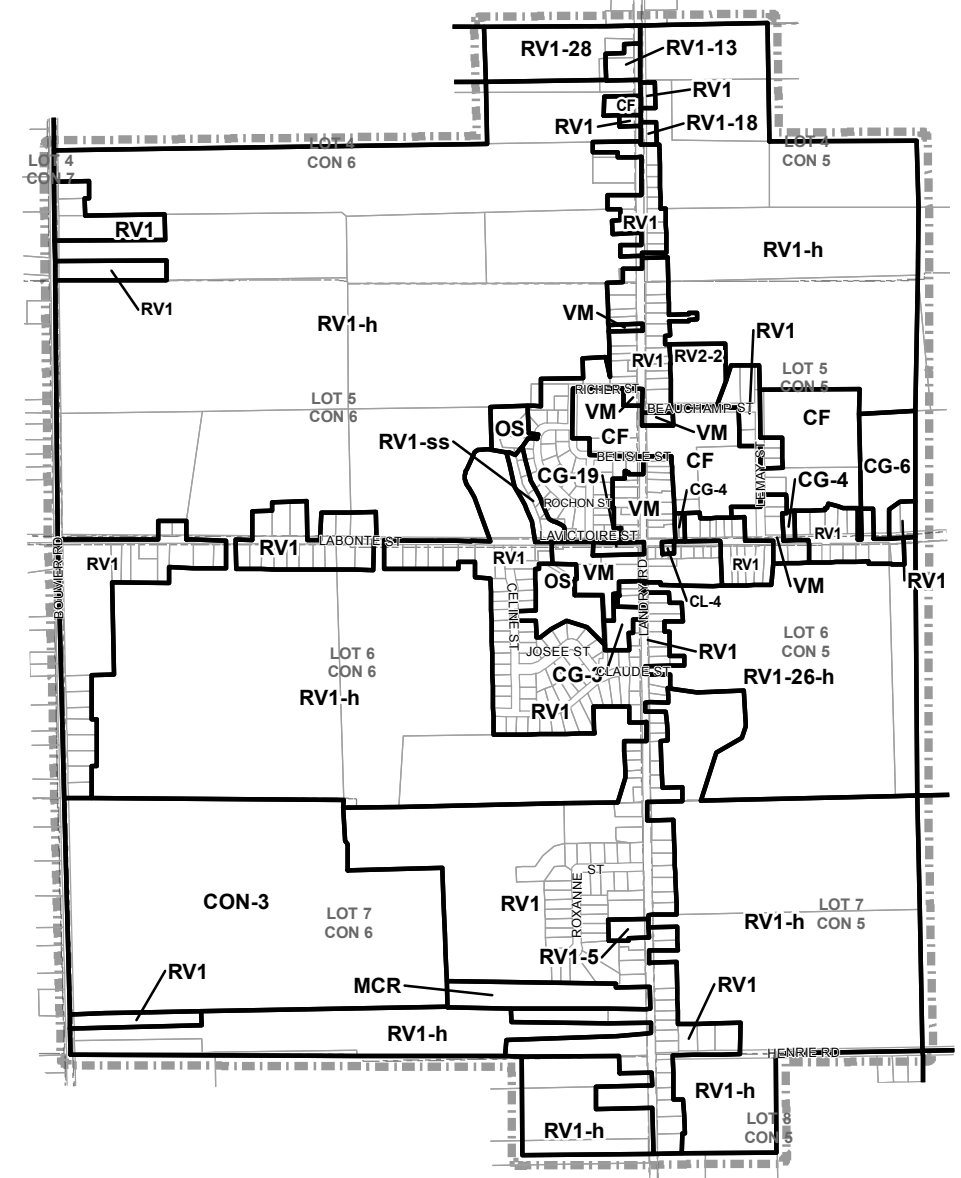 RV1-28
RV1-13
RV1
CF
RV1
RV1-18
LOT 4
CON 6
LOT 4
CON 5
LOT 4
CON 7
RV1
RV1
RV1-h
RV1
VM
RV1-h
RV1
RV1
RV2-2
LOT 5
CON 5
RICHER ST
LOT 5
CON 6
VM
BEAUCHAMP ST
CF
OS
VM
RV1-ss
CF
BELISLE ST
CF
LEMAY ST
CG-6
CG-19
CG-4
CG-4
ROCHON ST
VM
LAVICTOIRE ST
RV1
LABONTE ST
RV1
RV1
BOUVIER RD
RV1
VM
RV1
OS
VM
RV1
CELINE ST
LANDRY RD
CL-4
LOT 6
CON 5
JOSEE ST
RV1
LOT 6
CON 6
CG-3
CLAUDE ST
RV1-26-h
RV1-h
RV1
ST
ROXANNE
CON-3
RV1
LOT 7
CON 5
LOT 7
CON 6
RV1-h
RV1-5
RV1
MCR
RV1
RV1-h
HENRIE RD
RV1-h
LOT 8
CON 5
RV1-h